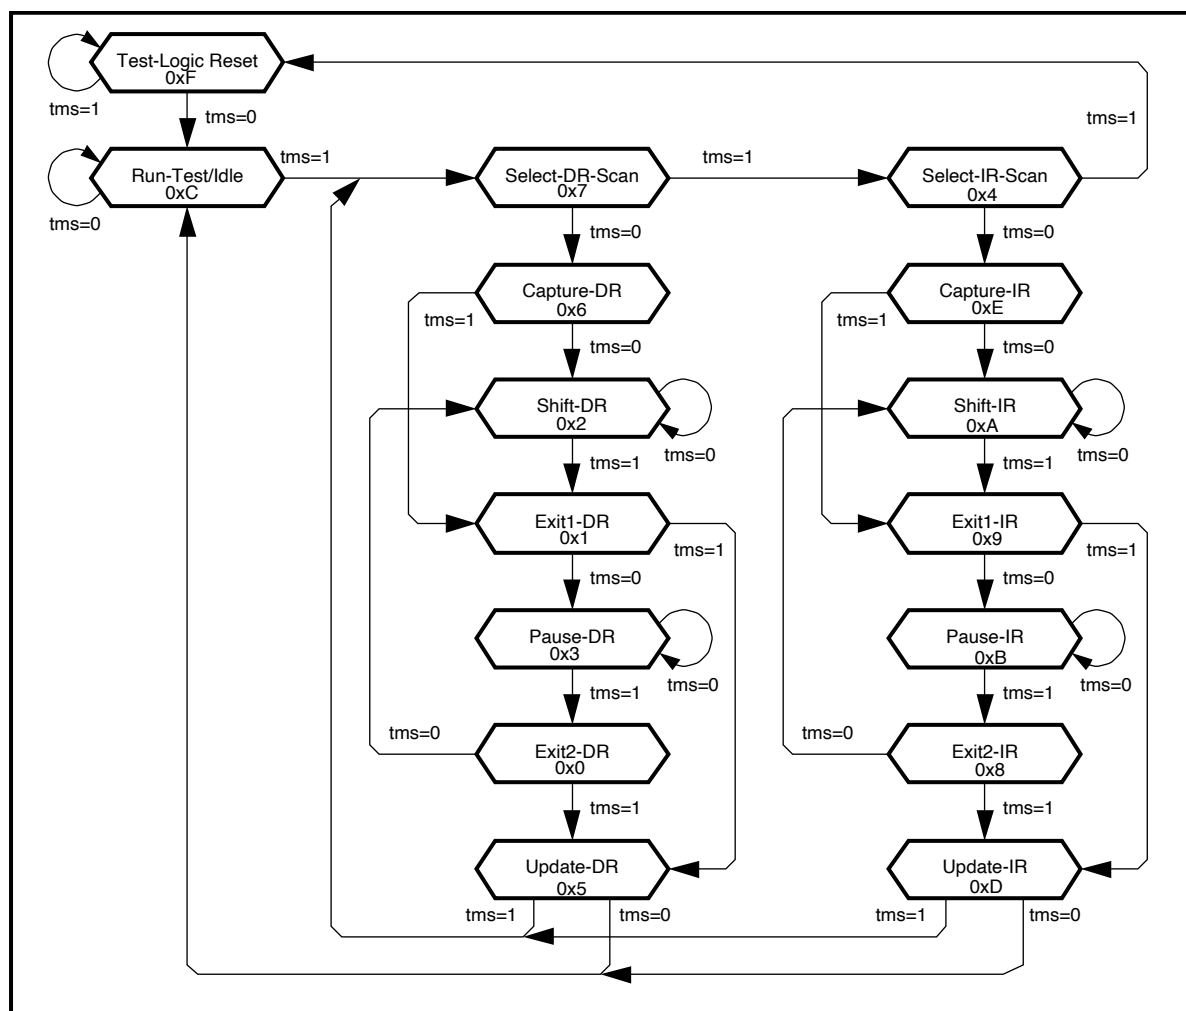 Test-Logic Reset
0xF
tms=1
tms=0
tms=1
Run-Test/Idle
0xC
tms=1
Select-DR-Scan
0x7
tms=1
Select-IR-Scan
0x4
tms=0
tms=0
tms=0
Capture-DR
0x6
Capture-IR
0xE
tms=1
tms=1
tms=0
tms=0
Shift-DR
0x2
Shift-IR
0xA
tms=1
tms=0
tms=1
tms=0
Exit1-DR
0x1
Exit1-IR
0x9
tms=1
tms=1
tms=0
tms=0
Pause-DR
0x3
Pause-IR
0xB
tms=1
tms=0
tms=1
tms=0
tms=0
Exit2-DR
0x0
tms=0
Exit2-IR
0x8
tms=1
tms=1
Update-DR
0x5
Update-IR
0xD
tms=1
tms=0
tms=1
tms=0